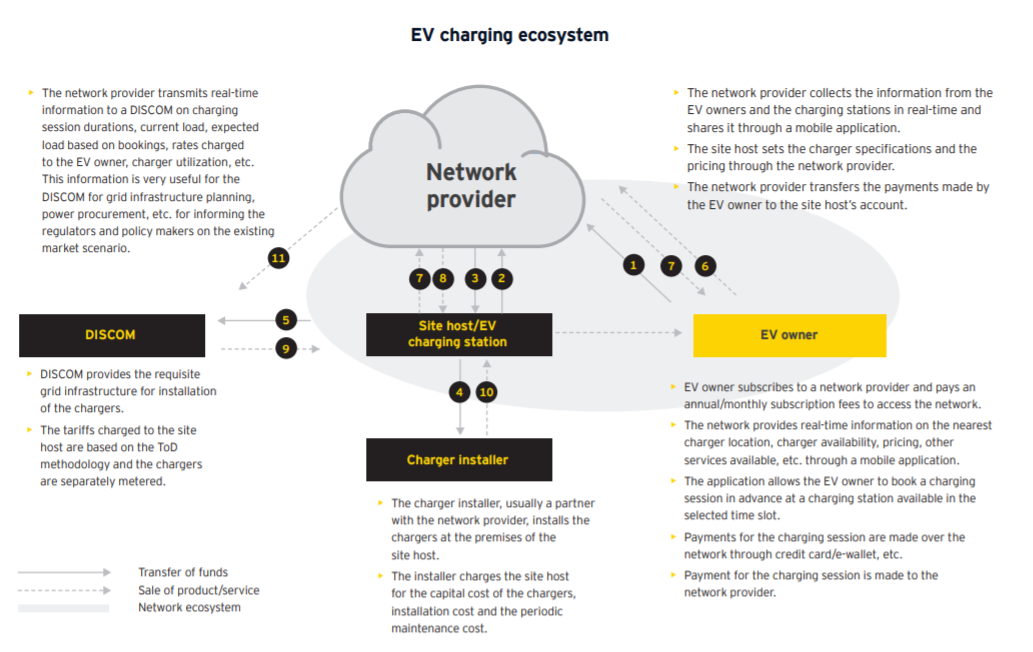 EV charging ecosystem
The network provider transmits real-time
information to a DISCOM on charging
session durations, current load, expected
load based on bookings, rates charged
to the EV owner, charger utilization, etc.
This information is very useful for the
DISCOM for grid infrastructure planning,
power procurement, etc. for informing the
regulators and policy makers on the existing
market scenario.
Network
provider
The network provider collects the information from the
EV owners and the charging stations in real-time and
shares it through a mobile application.
The site host sets the charger specifications and the
pricing through the network provider.
The network provider transfers the payments made by
the EV owner to the site host's account.
11
7
8
3
2
1
7
6
5
9
DISCOM
Site host/EV
charging station
EV owner
DISCOM provides the requisite
grid infrastructure for installation
of the chargers.
The tariffs charged to the site
host are based on the ToD
methodology and the chargers
are separately metered.
4
10
Charger installer
The charger installer, usually a partner
with the network provider, installs the
chargers at the premises of the
site host.
The installer charges the site host
for the capital cost of the chargers,
installation cost and the periodic
maintenance cost.
EV owner subscribes to a network provider and pays an
annual/monthly subscription fees to access the network.
The network provides real-time information on the nearest
charger location, charger availability, pricing, other
services available, etc. through a mobile application.
The application allows the EV owner to book a charging
session in advance at a charging station available in the
selected time slot.
Payments for the charging session are made over the
network through credit card/e-wallet, etc.
Payment for the charging session is made to the
network provider.
Transfer of funds
Sale of product/service
Network ecosystem